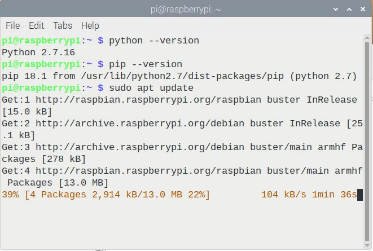 pi@raspberrypi: ~
File Edit Tabs Help
pi@raspberrypi:~ $ python --version
Python 2.7.16
pi@raspberrypi:~ $ pip --version
pip 18.1 from /usr/lib/python2.7/dist-packages/pip (python 2.7)
pi@raspberrypi:~ $ sudo apt update
Get:1 http://raspbian.raspberrypi.org/raspbian buster InRelease
[15.0 kB]
Get:2 http://archive.raspberrypi.org/debian buster InRelease [25
.1 kB]
Get:3 http://archive.raspberrypi.org/debian buster/main armhf Pa
ckages [278 kB]
Get:4 http://raspbian.raspberrypi.org/raspbian buster/main armhf
 Packages [13.0 MB]
39% [4 Packages 2,914 kB/13.0 MB 22%] 104 kB/s 1min 36s